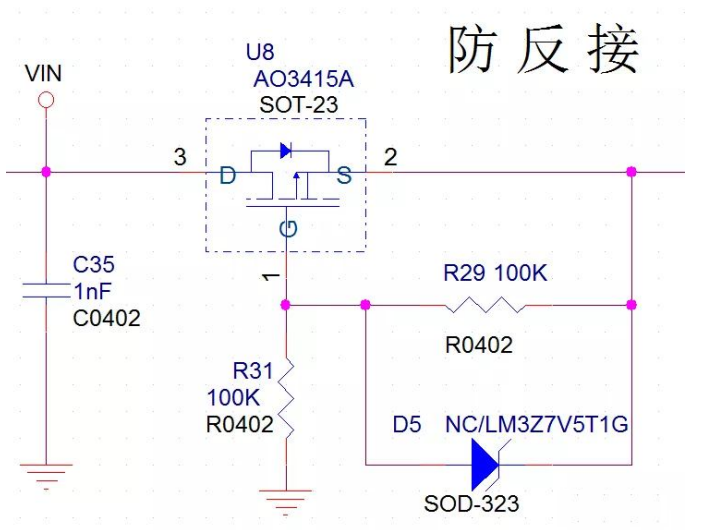 防反接
U8
VIN
AO3415A
SOT-23
3
2
D
S
G
1
C35
1nF
C0402
R29 100K
R0402
R31
100K
R0402
D5 NC/LM3Z7V5T1G
SOD-323